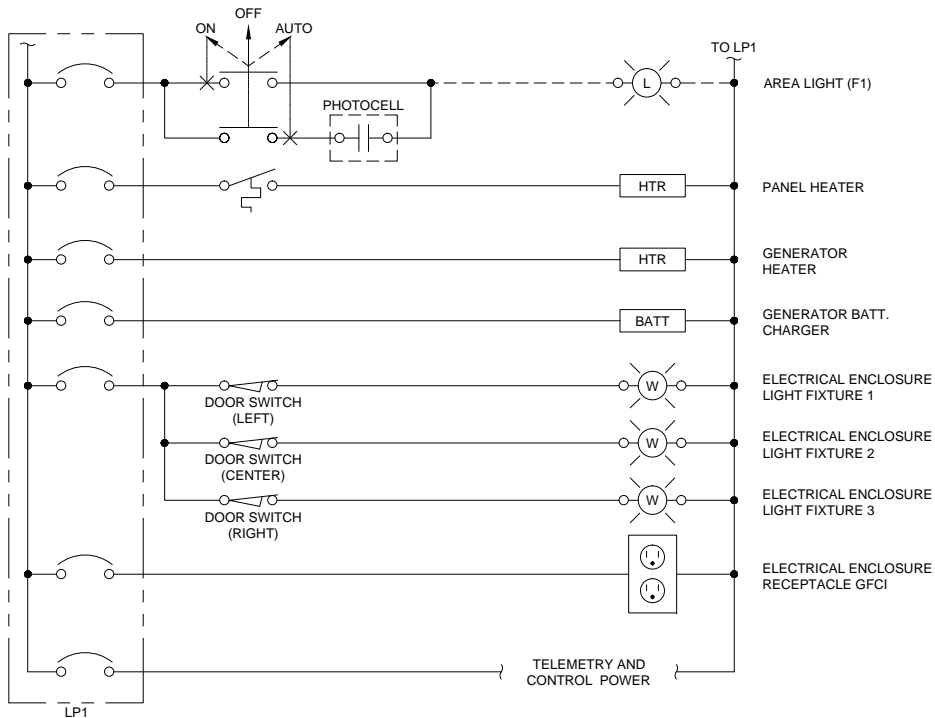 OFF
ON
AUTO
TO LP1
L
AREA LIGHT (F1)
PHOTOCELL
HTR
PANEL HEATER
HTR
GENERATOR
HEATER
BATT
GENERATOR BATT.
CHARGER
W
ELECTRICAL ENCLOSURE
LIGHT FIXTURE 1
DOOR SWITCH
(LEFT)
W
ELECTRICAL ENCLOSURE
LIGHT FIXTURE 2
DOOR SWITCH
(CENTER)
W
ELECTRICAL ENCLOSURE
LIGHT FIXTURE 3
DOOR SWITCH
(RIGHT)
ELECTRICAL ENCLOSURE
RECEPTACLE GFCI
TELEMETRY AND
CONTROL POWER
LP1